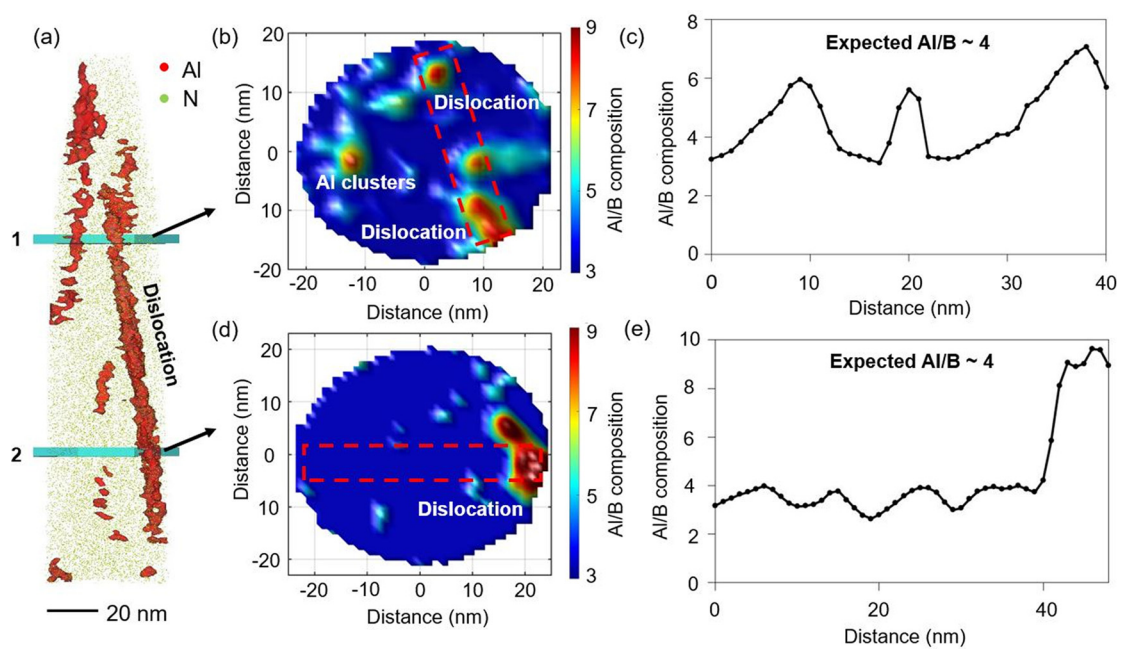 (a)
Al
N
1
2
Dislocation
20 nm
(b)
20
10
0
10
-20
Distance (nm)
-20
-10
0
10
20
Distance (nm)
Dislocation
Al clusters
Dislocation
9
7
5
3
Al/B composition
(c)
Expected Al/B ~ 4
8
6
4
2
0
Al/B composition
0
10
20
30
40
Distance (nm)
(d)
20
10
0
-10
-20
Distance (nm)
-20
-10
0
10
20
Distance (nm)
Dislocation
9
7
5
3
Al/B composition
(e)
Expected Al/B ~ 4
10
8
6
4
2
0
Al/B composition
0
20
40
Distance (nm)